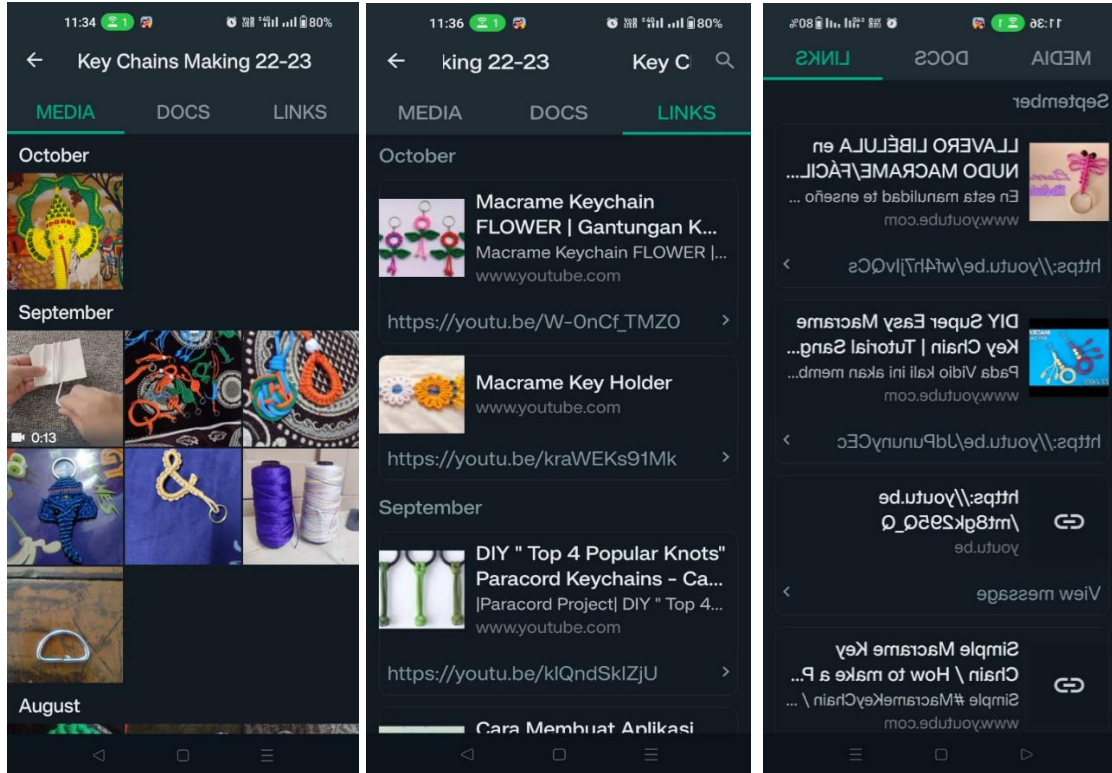 11:34 1 80%
Key Chains Making 22-23
MEDIA DOCS LINKS
October
September
0:13
August
11:36 1 80%
king 22-23 Key C
MEDIA DOCS LINKS
October
Macrame Keychain
FLOWER | Gantungan K...
Macrame Keychain FLOWER |...
www.youtube.com
https://youtu.be/W-0nCf_TMZ0
Macrame Key Holder
www.youtube.com
https://youtu.be/kraWEKs91Mk
September
DIY " Top 4 Popular Knots"
Paracord Keychains - Ca...
|Paracord Project| DIY " Top 4...
www.youtube.com
https://youtu.be/klQndSklZjU
Cara Membuat Aplikasi
11:36 1 80%
MEDIA DOCS LINKS
September
LLAVERO LIBÉLULA en
NUDO MACRAME/FÁCIL...
En esta manulidad te enseño ...
www.youtube.com
https://youtu.be/wf4h7jlvQCs
DIY Super Easy Macrame
Key Chain | Tutorial Sang...
Pada Vidio kali ini akan memb...
www.youtube.com
https://youtu.be/JdPununyCEc
https://youtu.be
/mt8gk295Q_Q
youtu.be
View message
Simple Macrame Key
Chain / How to make a P...
Simple #MacrameKeyChain / ...
www.youtube.com